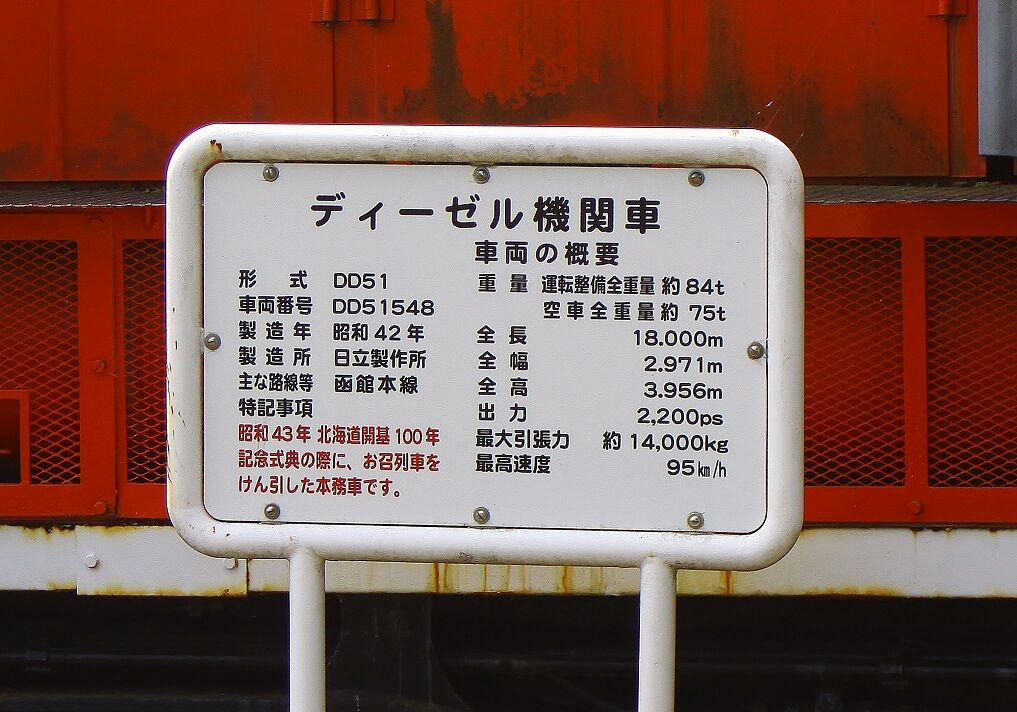 ディーゼル機関車
車両の概要
形式 DD51
車両番号 DD51548
製造年 昭和42年
製造所 日立製作所
主な路線等 函館本線
特記事項
昭和43年 北海道開基100年
記念式典の際に、お召列車を
けん引した本務車です。
重量 運転整備全重量 約84t
空車全重量約 75t
全長 18.000m
全幅 2.971m
全高 3.956m
出力 2,200ps
最大引張力 約14,000kg
最高速度 95km/h